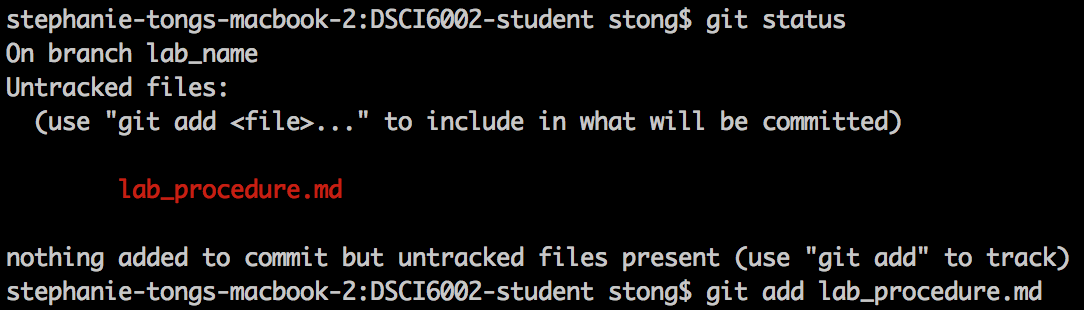 stephanie-tongs-macbook-2:DSCI6002-student stong$ git status
On branch lab_name
Untracked files:
  (use "git add <file>..." to include in what will be committed)

        lab_procedure.md

nothing added to commit but untracked files present (use "git add" to track)
stephanie-tongs-macbook-2:DSCI6002-student stong$ git add lab_procedure.md